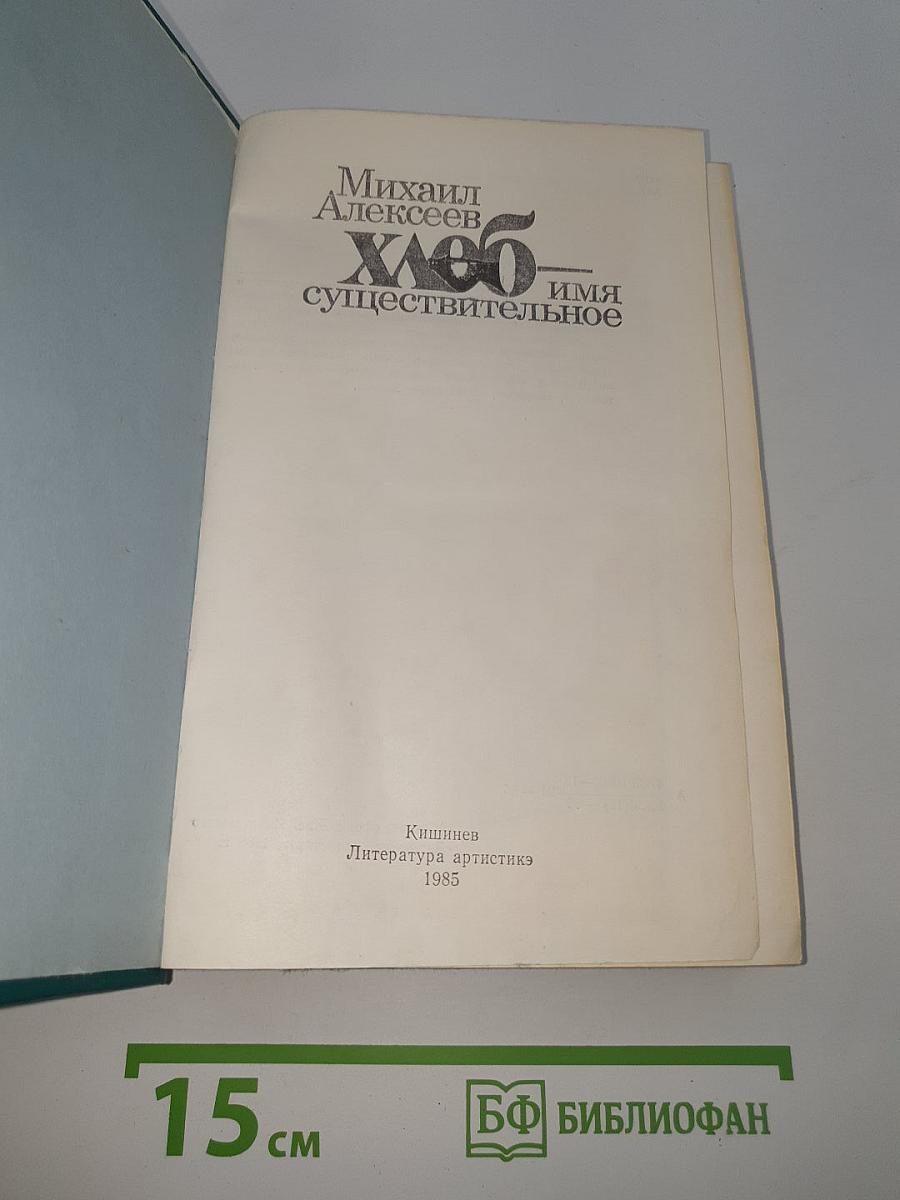 Михаил
Алексеев
хлеб —
имя
существительное
Кишинев
Литература артистикэ
1985
15 см
БФ БИБЛИОФАН